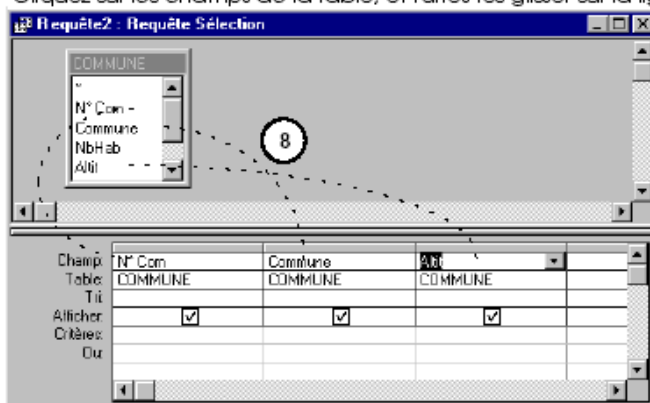 Cliquez sur les champs de la table, et faites les glisser sur la
Requête2 : Requête Sélection
COMMUNE
*
N° Com
Commune
NbHab
Altit
8
Champ: N° Com Commune Altit
Table: COMMUNE COMMUNE COMMUNE
Tri:
Afficher:
Critères:
Ou: